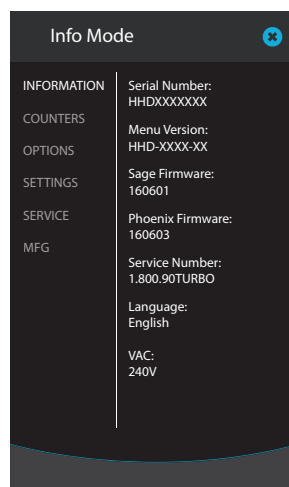 Info Mode
INFORMATION
COUNTERS
OPTIONS
SETTINGS
SERVICE
MFG
Serial Number:
HHDXXXXXXX
Menu Version:
HHD-XXXX-XX
Sage Firmware:
160601
Phoenix Firmware:
160603
Service Number:
1.800.90TURBO
Language:
English
VAC:
240V